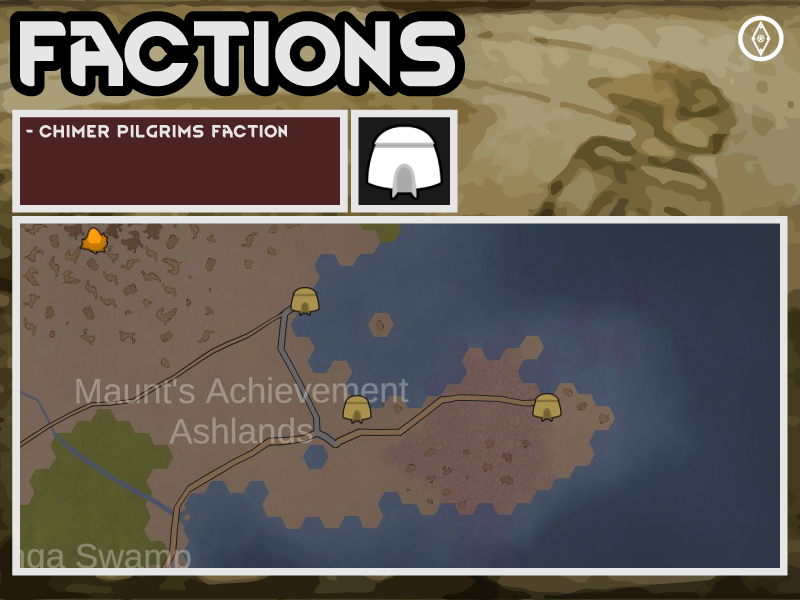 FACTIONS
- CHIMER PILGRIMS FACTION
Maunt's Achievement
Ashlands
nga Swamp